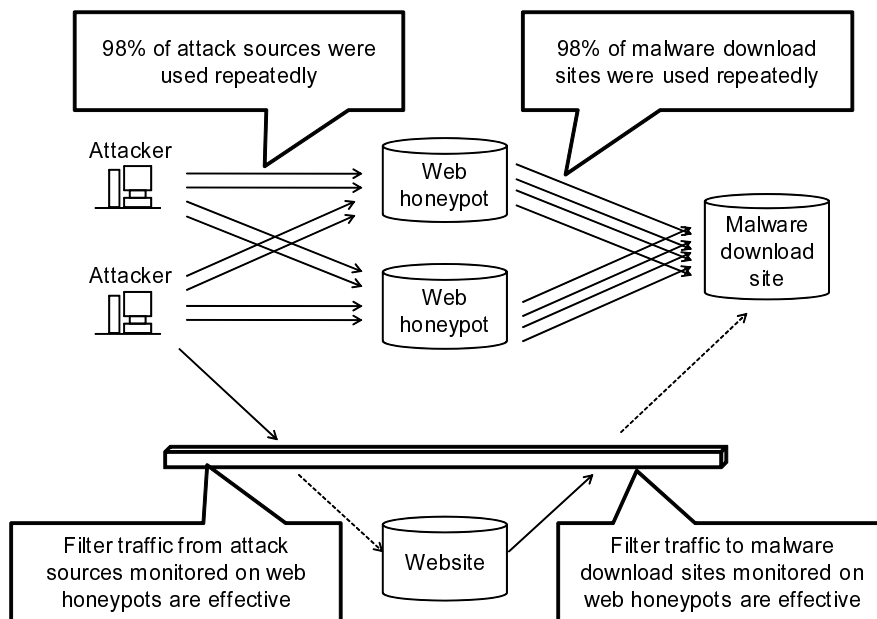 98% of attack sources were
used repeatedly
98% of malware download
sites were used repeatedly
Attacker
Web
honeypot
Malware
download
site
Attacker
Web
honeypot
Filter traffic from attack
sources monitored on web
honeypots are effective
Website
Filter traffic to malware
download sites monitored on
web honeypots are effective